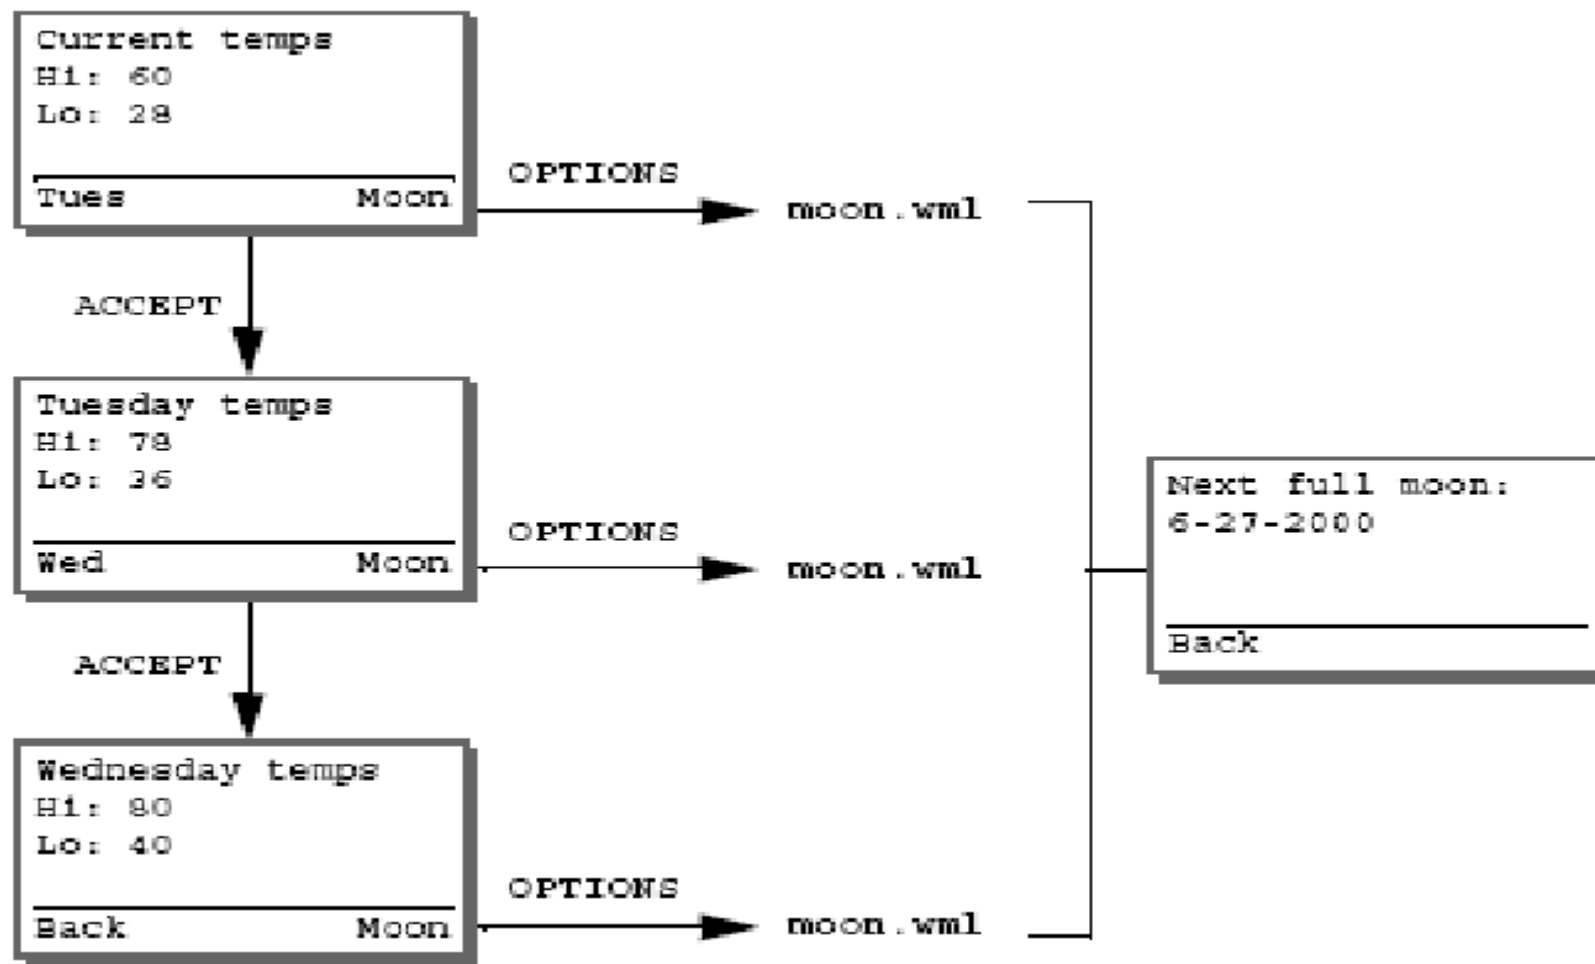 Current temps
Hi: 60
Lo: 28
Tues Moon
OPTIONS
moon.wml
ACCEPT
Tuesday temps
Hi: 78
Lo: 36
Wed Moon
OPTIONS
moon.wml
ACCEPT
Wednesday temps
Hi: 80
Lo: 40
Back Moon
OPTIONS
moon.wml
Next full moon:
6-27-2000
Back